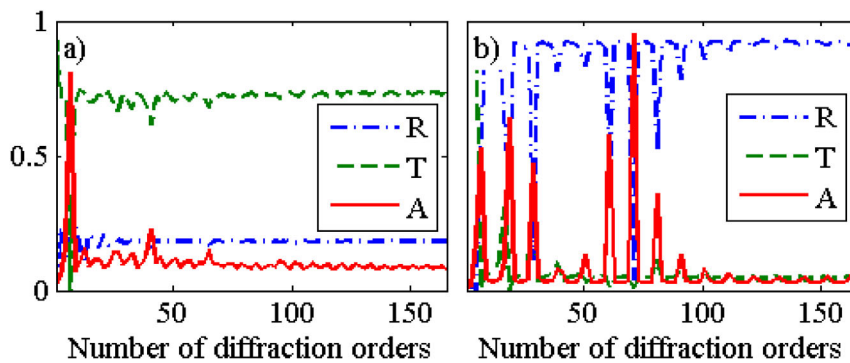 1
a)
b)
R
T
A
R
T
A
0.5
0
50
100
150
50
100
150
Number of diffraction orders
Number of diffraction orders